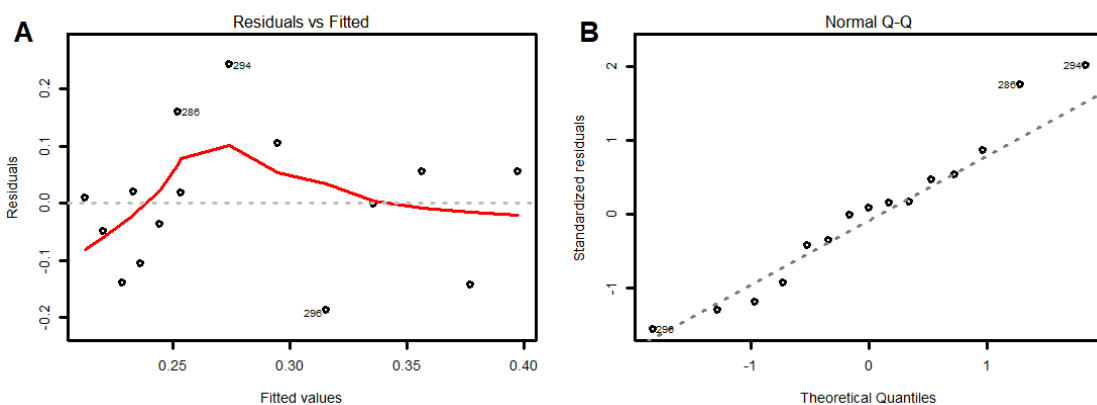 A
Residuals vs Fitted
Residuals
0.2
0.1
0.0
-0.1
-0.2
294
286
296
0.25 0.30 0.35 0.40
Fitted values
B
Normal Q-Q
Standardized residuals
2
1
0
-1
294
286
296
-1 0 1
Theoretical Quantiles